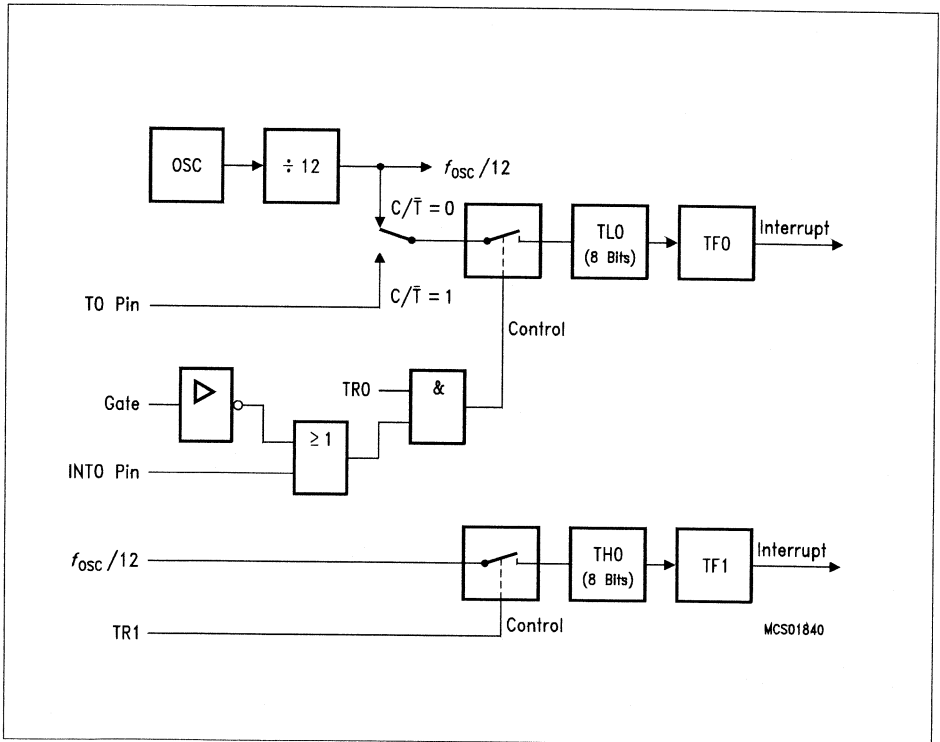 OSC
÷ 12
fOSC/12
C/T̅ = 0
TL0
(8 Bits)
TF0
Interrupt
T0 Pin
C/T̅ = 1
Control
Gate
TR0
&
≥ 1
INT0 Pin
fOSC/12
TH0
(8 Bits)
TF1
Interrupt
TR1
Control
MCS01840